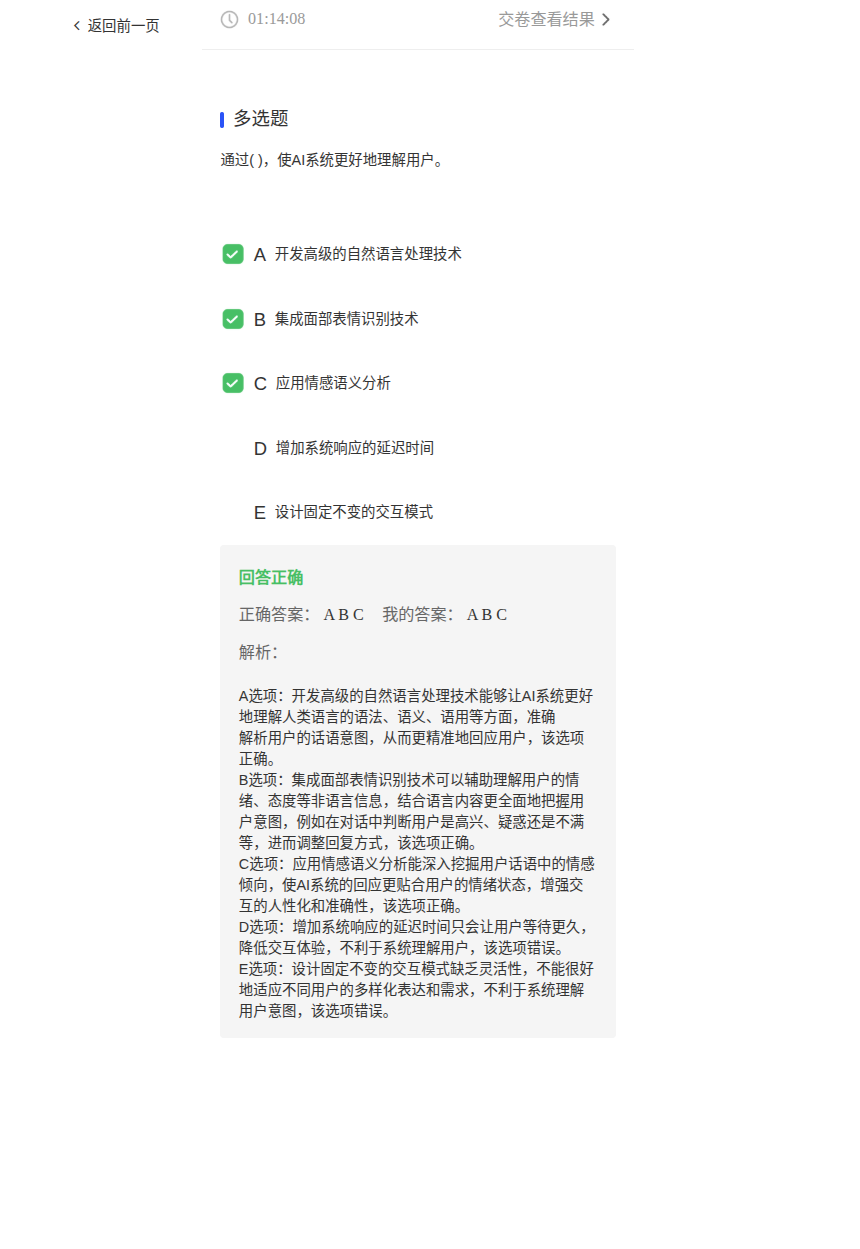 返回前一页
01:14:08
交卷查看结果
多选题
通过( )，使AI系统更好地理解用户。
A 开发高级的自然语言处理技术
B 集成面部表情识别技术
C 应用情感语义分析
D 增加系统响应的延迟时间
E 设计固定不变的交互模式
回答正确
正确答案： A B C 我的答案： A B C
解析：
A选项：开发高级的自然语言处理技术能够让AI系统更好
地理解人类语言的语法、语义、语用等方面，准确
解析用户的话语意图，从而更精准地回应用户，该选项
正确。
B选项：集成面部表情识别技术可以辅助理解用户的情
绪、态度等非语言信息，结合语言内容更全面地把握用
户意图，例如在对话中判断用户是高兴、疑惑还是不满
等，进而调整回复方式，该选项正确。
C选项：应用情感语义分析能深入挖掘用户话语中的情感
倾向，使AI系统的回应更贴合用户的情绪状态，增强交
互的人性化和准确性，该选项正确。
D选项：增加系统响应的延迟时间只会让用户等待更久，
降低交互体验，不利于系统理解用户，该选项错误。
E选项：设计固定不变的交互模式缺乏灵活性，不能很好
地适应不同用户的多样化表达和需求，不利于系统理解
用户意图，该选项错误。